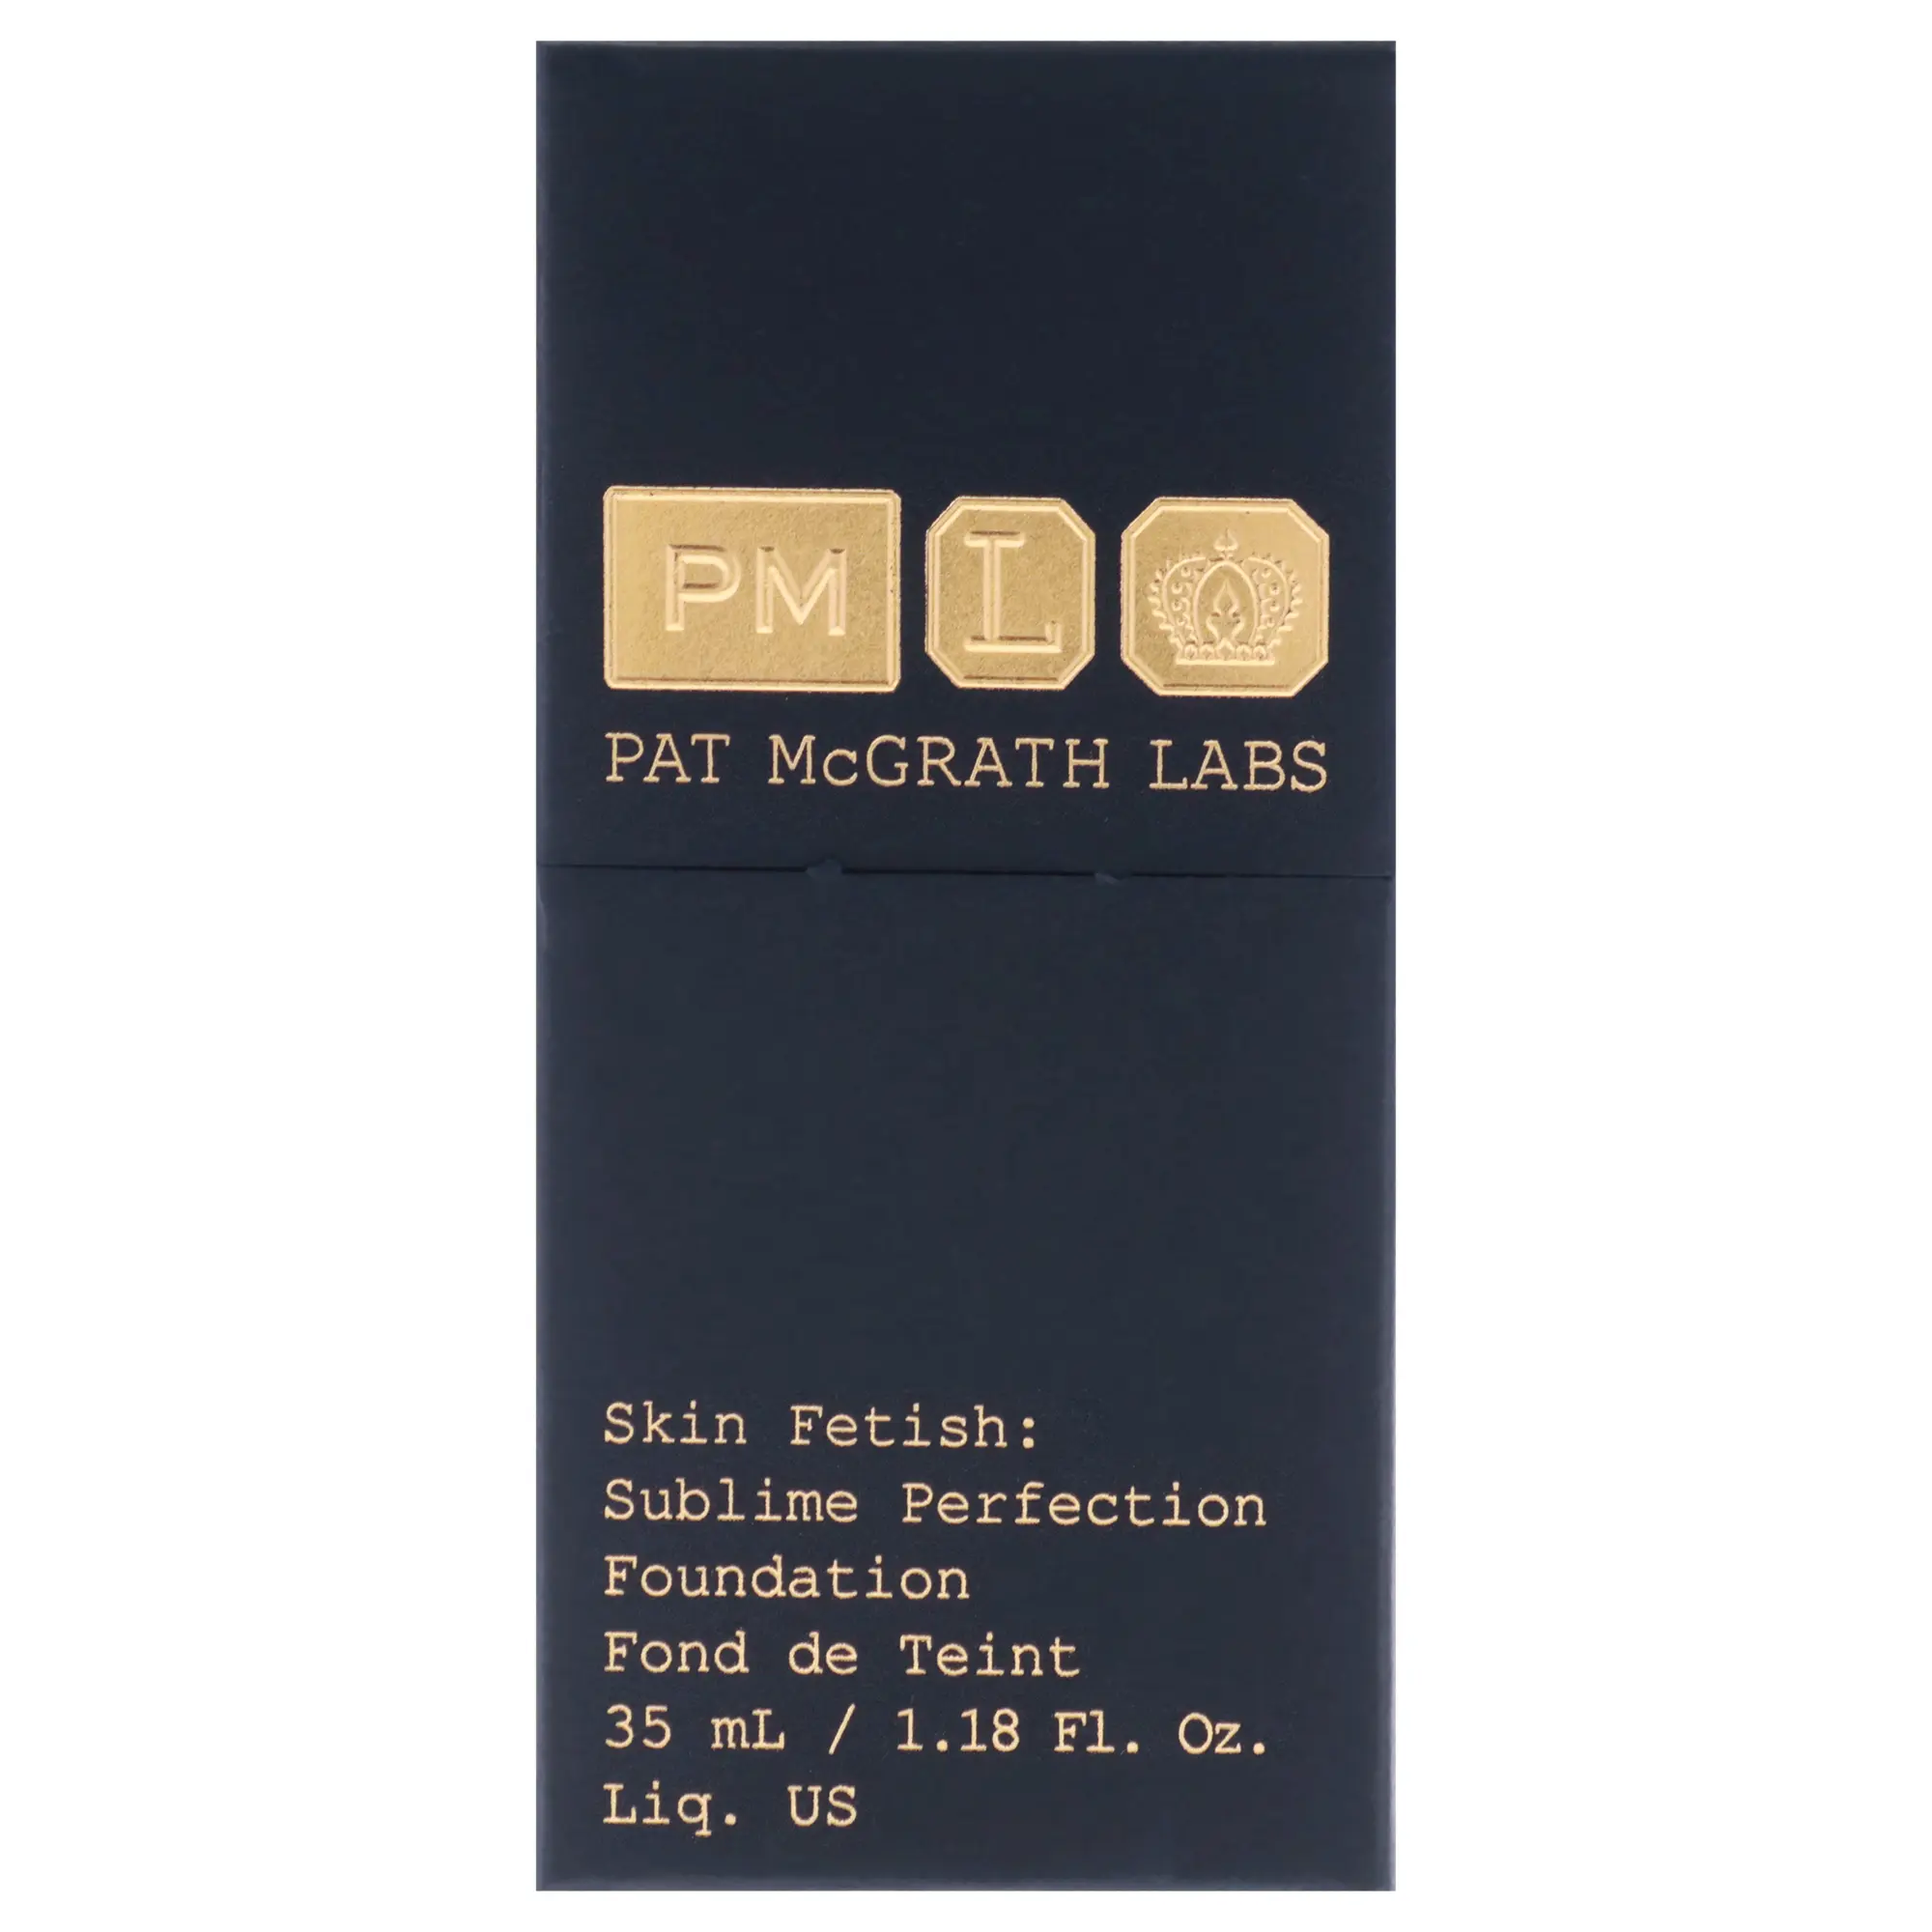 PM L
PAT McGRATH LABS
Skin Fetish:
Sublime Perfection
Foundation
Fond de Teint
35 mL / 1.18 Fl. Oz.
Liq. US